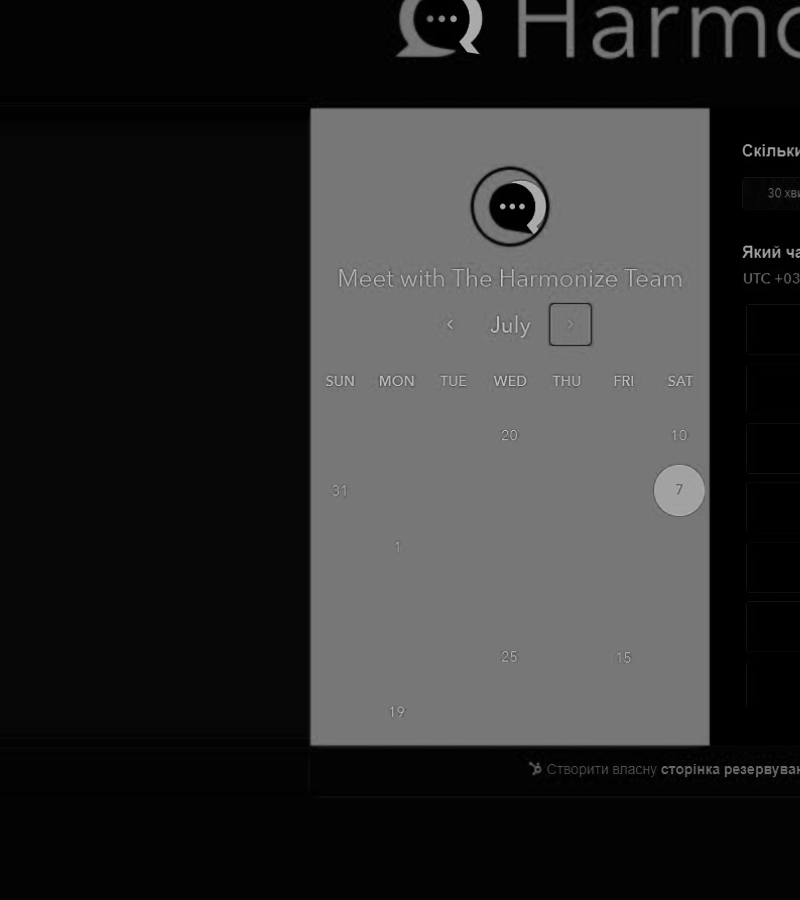 Harmo
Meet with The Harmonize Team
July
SUN MON TUE WED THU FRI SAT
20 10
31 7
1
25 15
19
Скільки
30 хви
Який ча
UTC +03
Створити власну сторінка резервуван